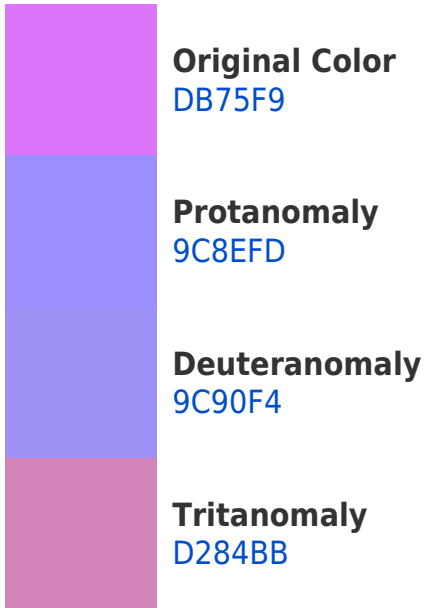 Original Color
DB75F9
Protanomaly
9C8EFD
Deuteranomaly
9C90F4
Tritanomaly
D284BB